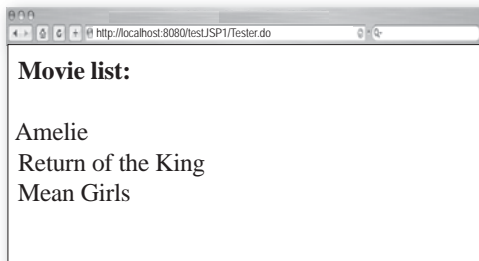 http://localhost:8080/testJSP1/Tester.do
Movie list:
Amelie
Return of the King
Mean Girls